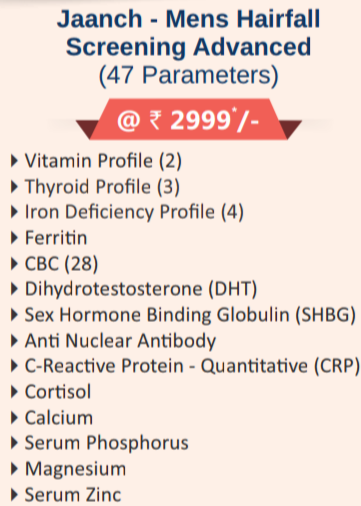 Jaanch - Mens Hairfall
Screening Advanced
(47 Parameters)
@ ₹ 2999*/-
Vitamin Profile (2)
Thyroid Profile (3)
Iron Deficiency Profile (4)
Ferritin
CBC (28)
Dihydrotestosterone (DHT)
Sex Hormone Binding Globulin (SHBG)
Anti Nuclear Antibody
C-Reactive Protein - Quantitative (CRP)
Cortisol
Calcium
Serum Phosphorus
Magnesium
Serum Zinc